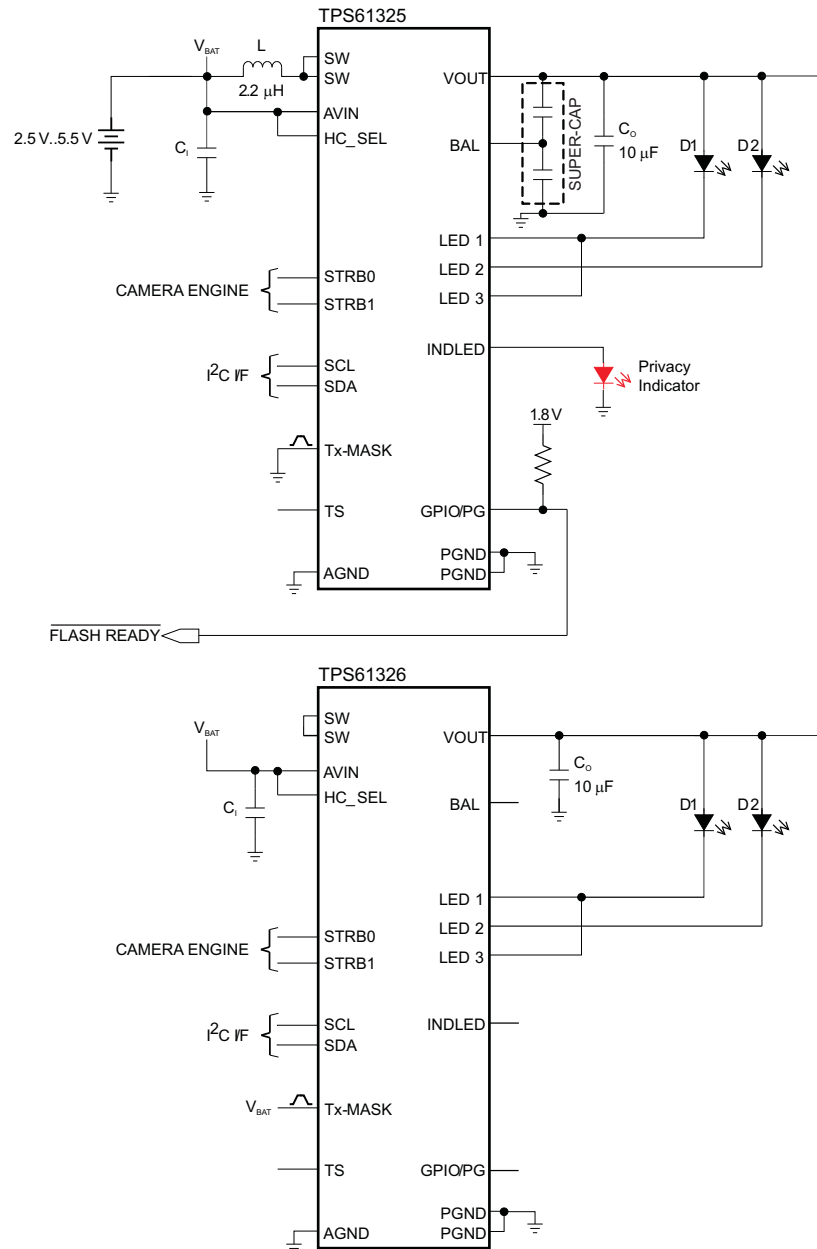 TPS61325
V_BAT
L
SW
SW
VOUT
2.2 μH
AVIN
HC_SEL
2.5 V..5.5 V
C_I
BAL
SUPER-CAP
C_O
10 μF
D1
D2
LED 1
LED 2
LED 3
CAMERA ENGINE
STRB0
STRB1
INDLED
Privacy
Indicator
I²C I/F
SCL
SDA
1.8 V
Tx-MASK
TS
GPIO/PG
PGND
PGND
AGND
FLASH READY
TPS61326
V_BAT
SW
SW
VOUT
AVIN
HC_SEL
C_I
C_O
10 μF
BAL
D1
D2
LED 1
LED 2
LED 3
CAMERA ENGINE
STRB0
STRB1
I²C I/F
SCL
SDA
INDLED
V_BAT
Tx-MASK
TS
GPIO/PG
PGND
PGND
AGND